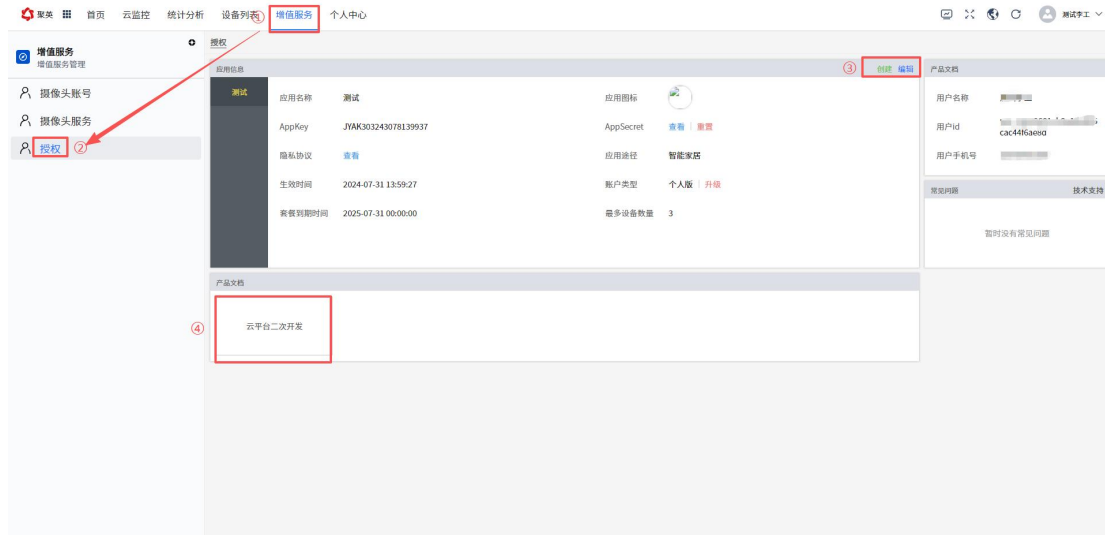 聚英 首页 云监控 统计分析 设备列表 ① 增值服务 个人中心 测试李工
增值服务
增值服务管理
摄像头账号
摄像头服务
授权 ②
授权
应用信息 ③ 创建 编辑
测试
应用名称 测试 应用图标
AppKey JYAK303243078139937 AppSecret 查看 | 重置
隐私协议 查看 应用途径 智能家居
生效时间 2024-07-31 13:59:27 账户类型 个人版 | 升级
套餐到期时间 2025-07-31 00:00:00 最多设备数量 3
产品文档
④ 云平台二次开发
产品文档
用户名称
用户id
cac44f6ae8d
用户手机号
常见问题 技术支持
暂时没有常见问题